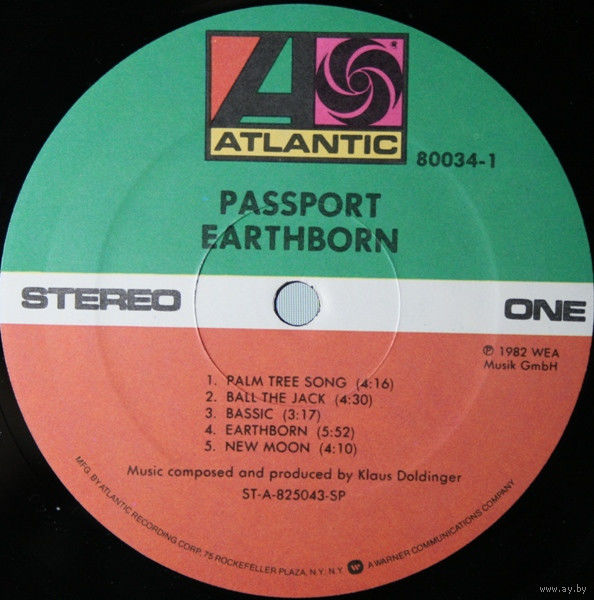 ATLANTIC
®
80034-1
PASSPORT
EARTHBORN
STEREO
ONE
℗ 1982 WEA
Musik GmbH
1. PALM TREE SONG (4:16)
2. BALL THE JACK (4:30)
3. BASSIC (3:17)
4. EARTHBORN (5:52)
5. NEW MOON (4:10)
Music composed and produced by Klaus Doldinger
ST-A-825043-SP
MFG. BY ATLANTIC RECORDING CORP. 75 ROCKEFELLER PLAZA, N.Y., N.Y. W A WARNER COMMUNICATIONS COMPANY
www.ay.by